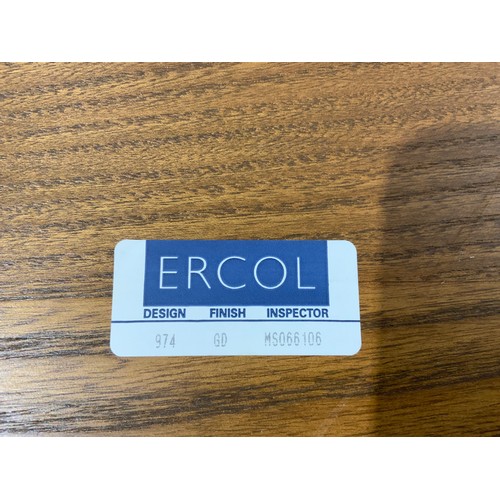 ERCOL
DESIGN FINISH INSPECTOR
974 GD MS066106